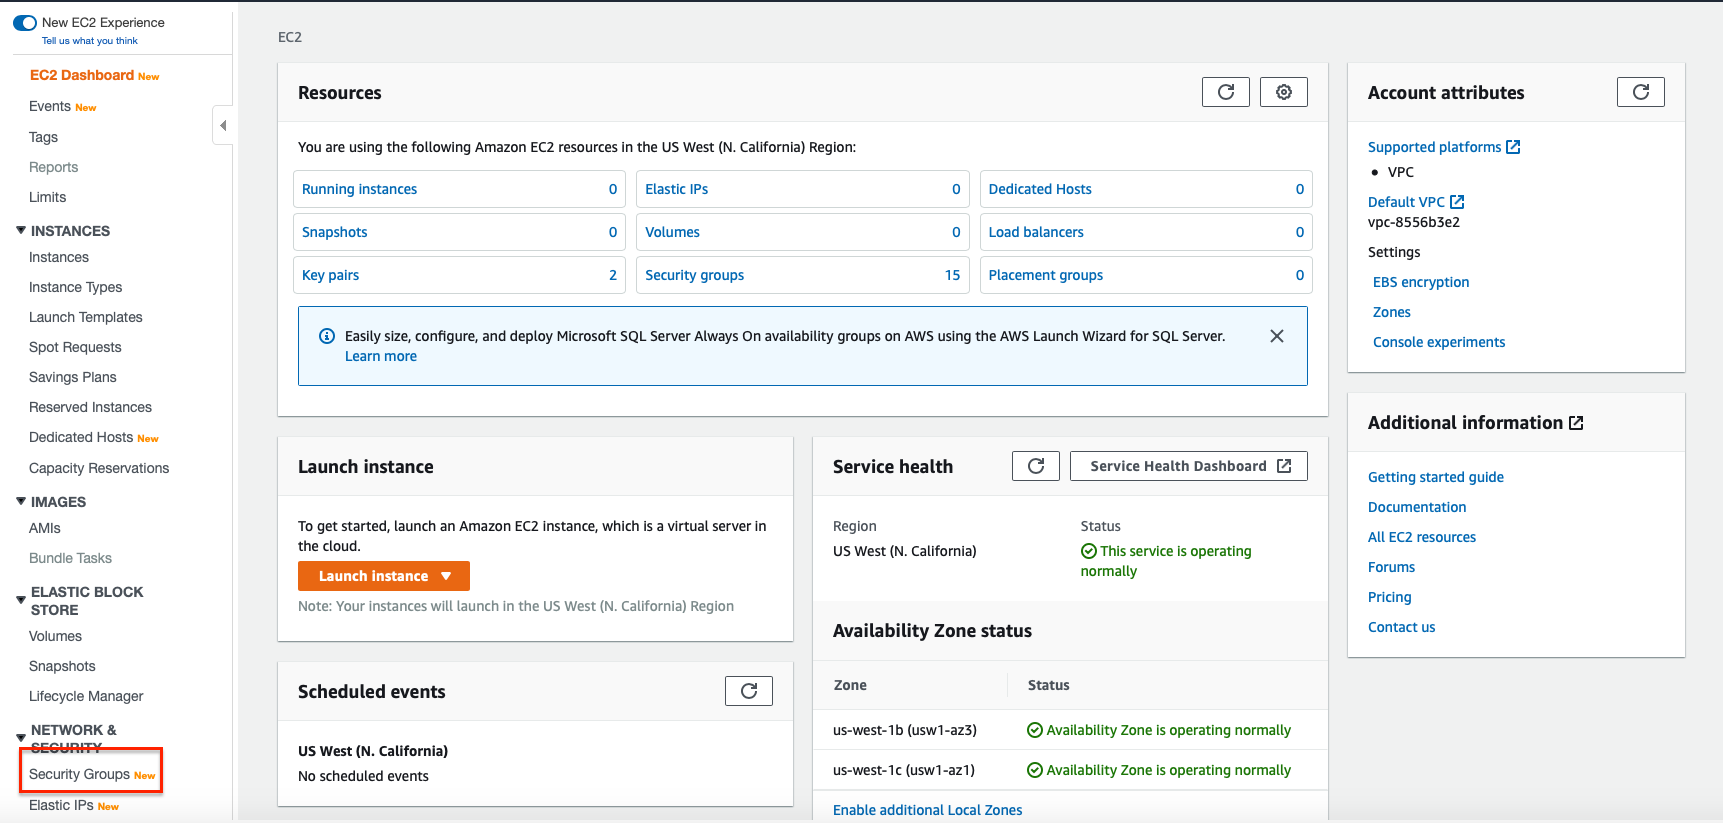 New EC2 Experience
Tell us what you think
EC2 Dashboard New
Events New
Tags
Reports
Limits
INSTANCES
Instances
Instance Types
Launch Templates
Spot Requests
Savings Plans
Reserved Instances
Dedicated Hosts New
Capacity Reservations
IMAGES
AMIs
Bundle Tasks
ELASTIC BLOCK
STORE
Volumes
Snapshots
Lifecycle Manager
NETWORK &
SECURITY
Security Groups New
Elastic IPs New
EC2
Resources
You are using the following Amazon EC2 resources in the US West (N. California) Region:
Running instances 0
Elastic IPs 0
Dedicated Hosts 0
Snapshots 0
Volumes 0
Load balancers 0
Key pairs 2
Security groups 15
Placement groups 0
Easily size, configure, and deploy Microsoft SQL Server Always On availability groups on AWS using the AWS Launch Wizard for SQL Server.
Learn more
Launch instance
To get started, launch an Amazon EC2 instance, which is a virtual server in
the cloud.
Launch instance
Note: Your instances will launch in the US West (N. California) Region
Scheduled events
US West (N. California)
No scheduled events
Service health
Service Health Dashboard
Region
US West (N. California)
Status
This service is operating
normally
Availability Zone status
Zone Status
us-west-1b (usw1-az3) Availability Zone is operating normally
us-west-1c (usw1-az1) Availability Zone is operating normally
Enable additional Local Zones
Account attributes
Supported platforms
• VPC
Default VPC
vpc-8556b3e2
Settings
EBS encryption
Zones
Console experiments
Additional information
Getting started guide
Documentation
All EC2 resources
Forums
Pricing
Contact us